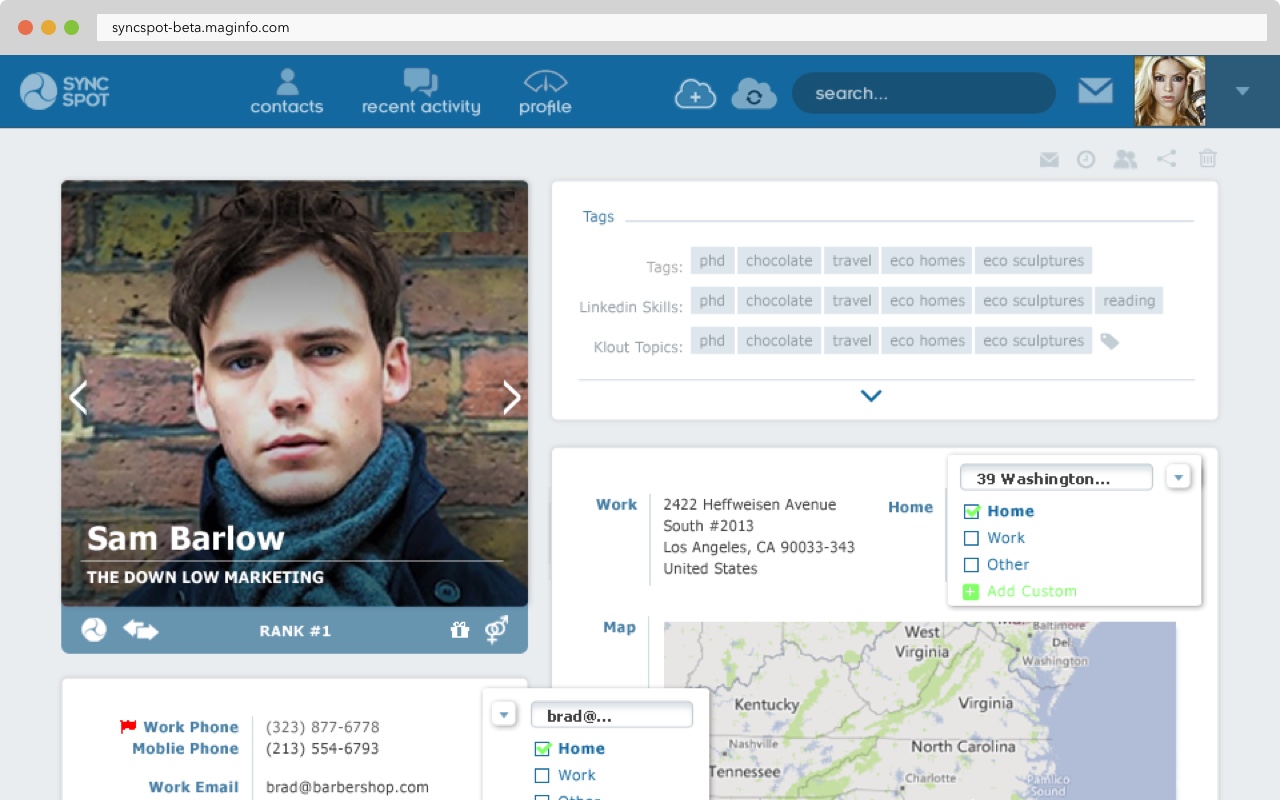 syncspot-beta.maginfo.com
SYNC
SPOT
contacts
recent activity
profile
search...
Sam Barlow
THE DOWN LOW MARKETING
RANK #1
Tags
Tags: phd chocolate travel eco homes eco sculptures
Linkedin Skills: phd chocolate travel eco homes eco sculptures reading
Klout Topics: phd chocolate travel eco homes eco sculptures
Work
2422 Heffweisen Avenue
South #2013
Los Angeles, CA 90033-343
United States
Home
39 Washington...
Home
Work
Other
Add Custom
Map
West
Virginia
Baltimore
Del
Washington
Kentucky
Virginia
Nashville
North Carolina
Tennessee
Charlotte
Pamlico
Sound
Work Phone (323) 877-6778
Moblie Phone (213) 554-6793
Work Email brad@barbershop.com
brad@...
Home
Work
Other